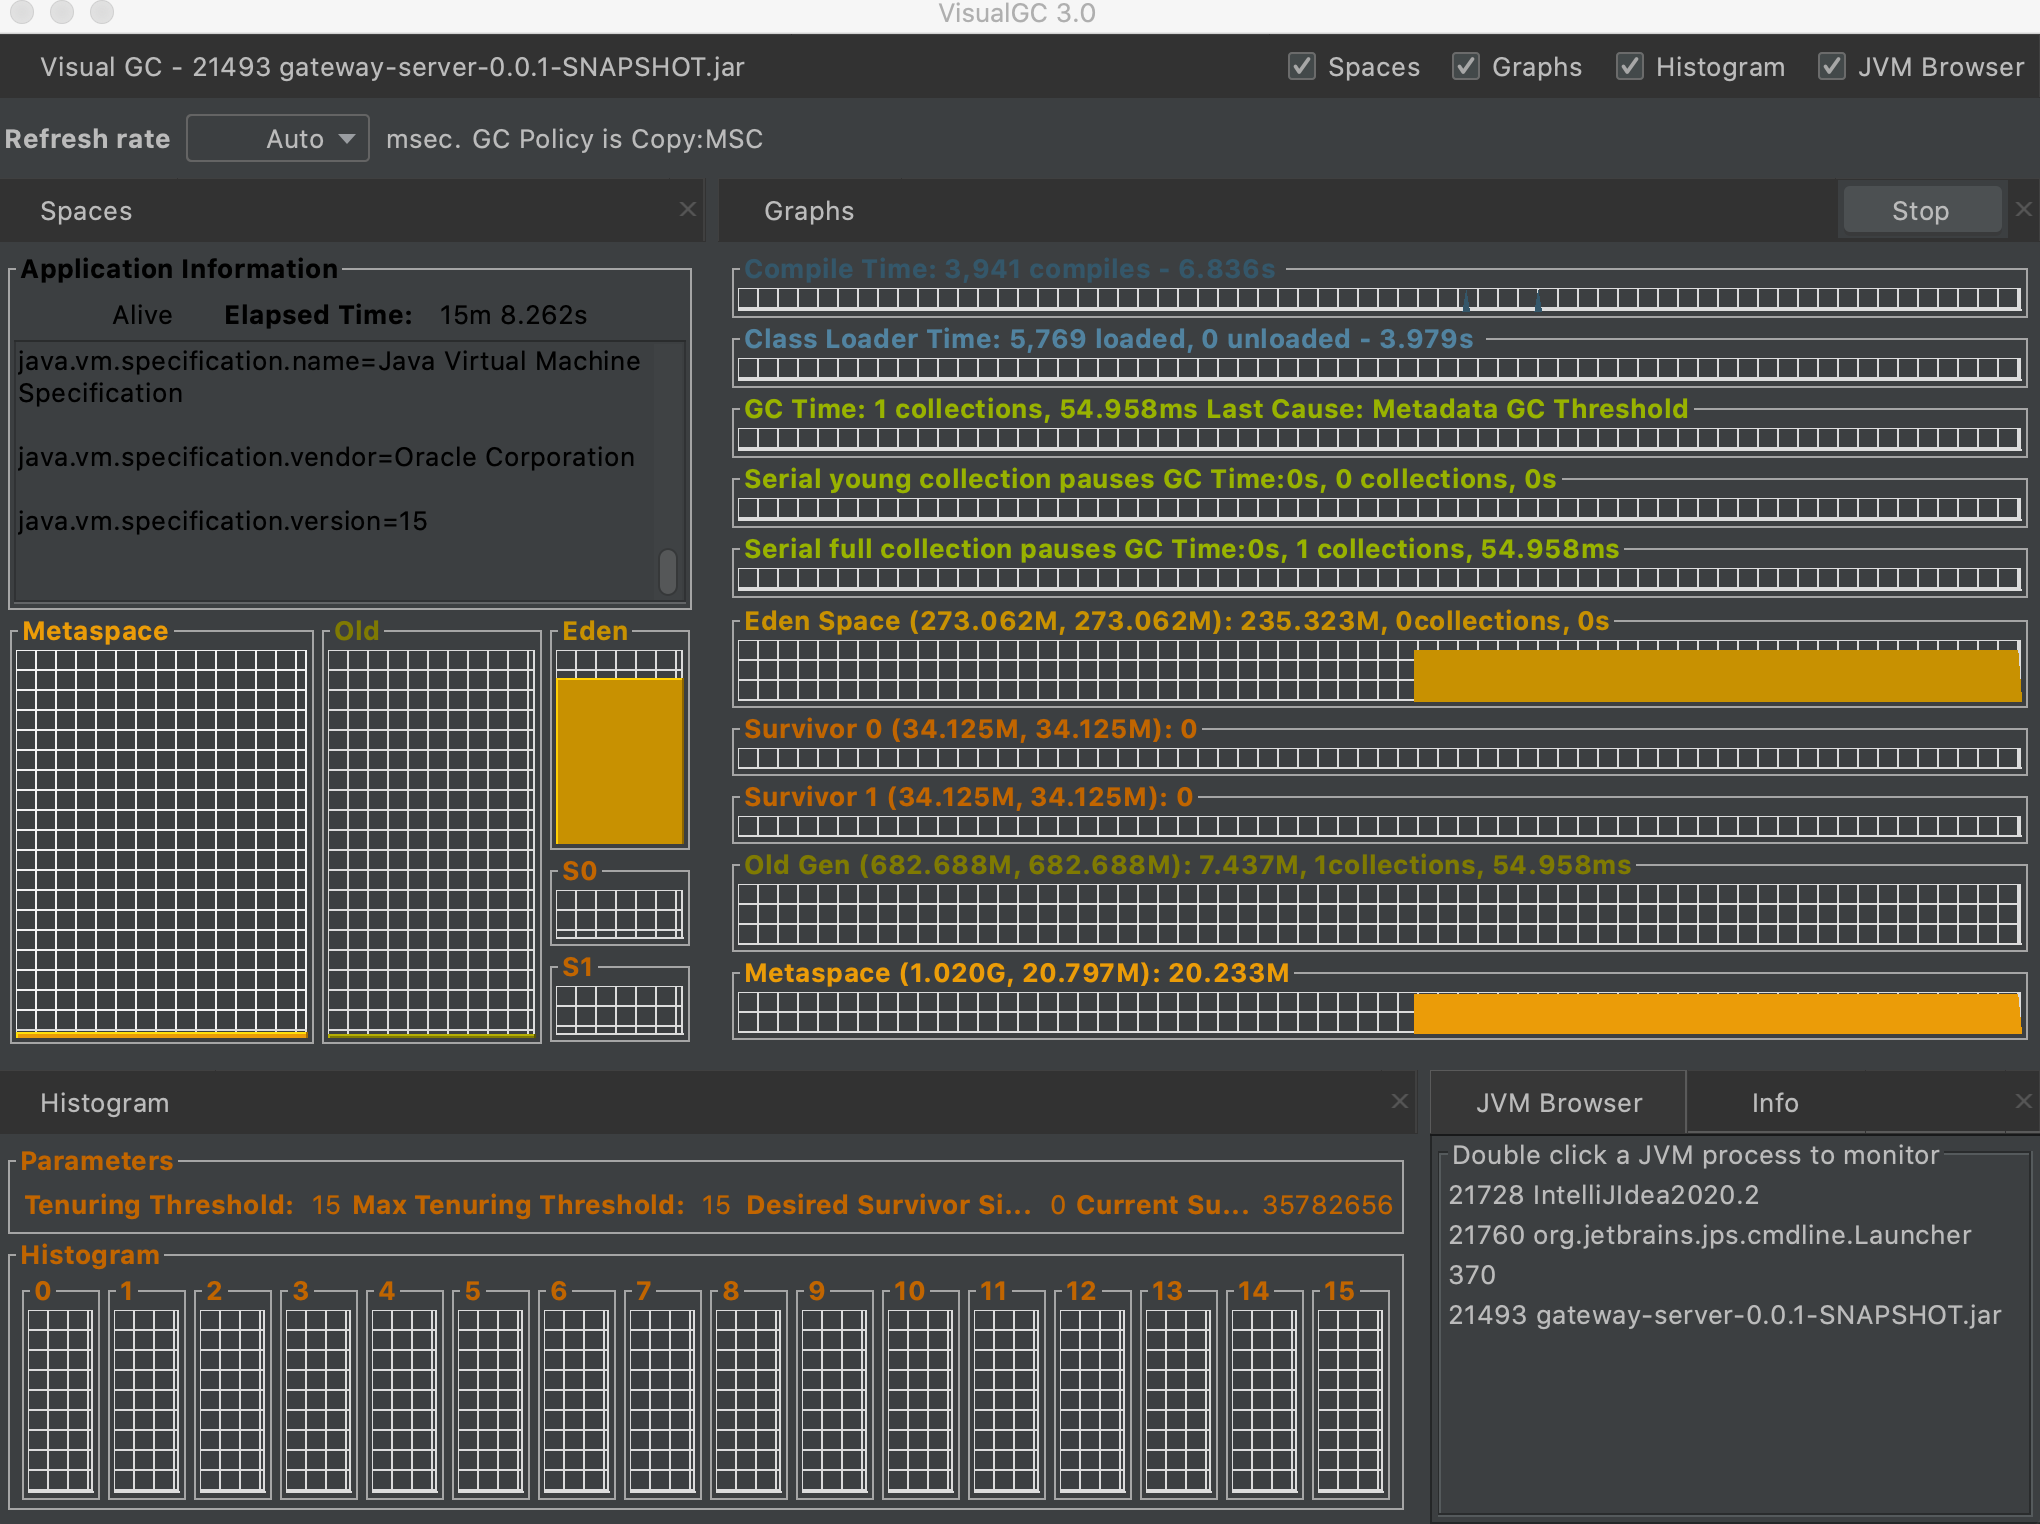 VisualGC 3.0
Visual GC - 21493 gateway-server-0.0.1-SNAPSHOT.jar
Spaces Graphs Histogram JVM Browser
Refresh rate Auto msec. GC Policy is Copy:MSC
Spaces
Application Information
Alive Elapsed Time: 15m 8.262s
java.vm.specification.name=Java Virtual Machine
Specification
java.vm.specification.vendor=Oracle Corporation
java.vm.specification.version=15
Metaspace
Old
Eden
S0
S1
Graphs
Stop
Compile Time: 3,941 compiles - 6.836s
Class Loader Time: 5,769 loaded, 0 unloaded - 3.979s
GC Time: 1 collections, 54.958ms Last Cause: Metadata GC Threshold
Serial young collection pauses GC Time:0s, 0 collections, 0s
Serial full collection pauses GC Time:0s, 1 collections, 54.958ms
Eden Space (273.062M, 273.062M): 235.323M, 0collections, 0s
Survivor 0 (34.125M, 34.125M): 0
Survivor 1 (34.125M, 34.125M): 0
Old Gen (682.688M, 682.688M): 7.437M, 1collections, 54.958ms
Metaspace (1.020G, 20.797M): 20.233M
Histogram
Parameters
Tenuring Threshold: 15 Max Tenuring Threshold: 15 Desired Survivor Si... 0 Current Su... 35782656
Histogram
0 1 2 3 4 5 6 7 8 9 10 11 12 13 14 15
JVM Browser
Info
Double click a JVM process to monitor
21728 IntelliJIdea2020.2
21760 org.jetbrains.jps.cmdline.Launcher
370
21493 gateway-server-0.0.1-SNAPSHOT.jar